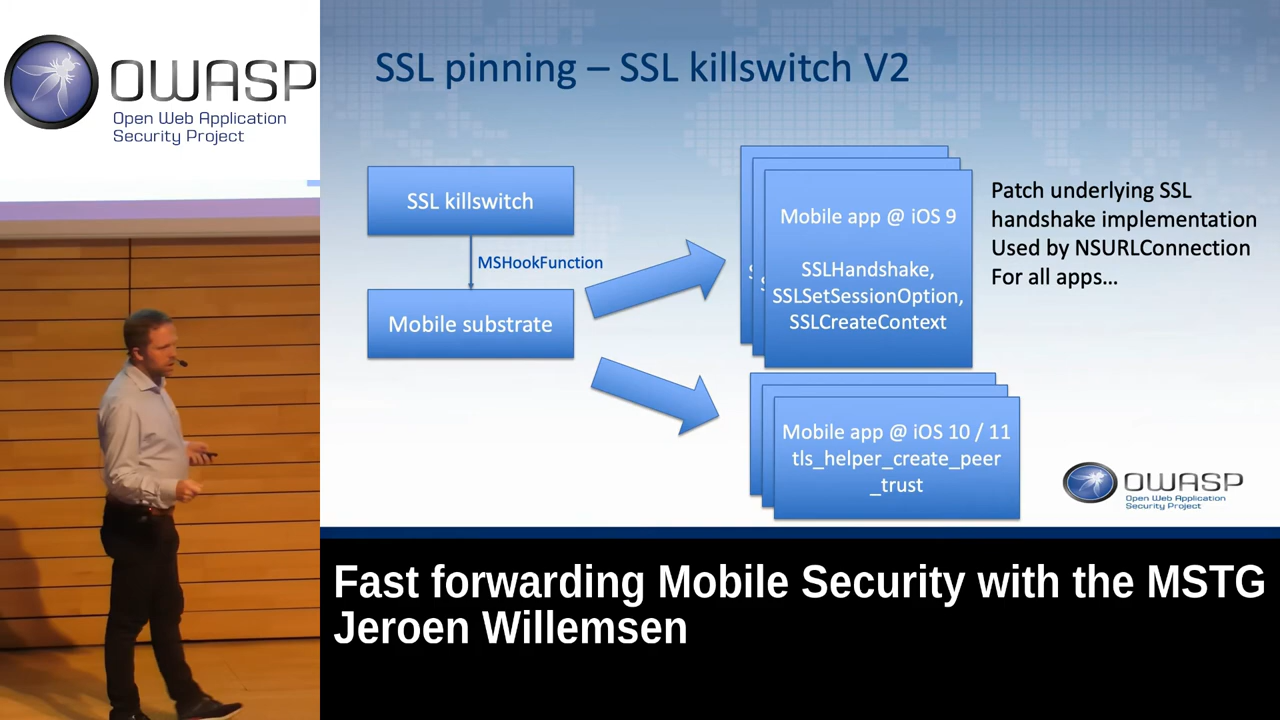 OWASP
Open Web Application
Security Project
SSL pinning – SSL killswitch V2
SSL killswitch
MSHookFunction
Mobile substrate
Mobile app @ iOS 9
SSLHandshake,
SSLSetSessionOption,
SSLCreateContext
Patch underlying SSL
handshake implementation
Used by NSURLConnection
For all apps…
Mobile app @ iOS 10 / 11
tls_helper_create_peer
_trust
OWASP
Open Web Application
Security Project
Fast forwarding Mobile Security with the MSTG
Jeroen Willemsen